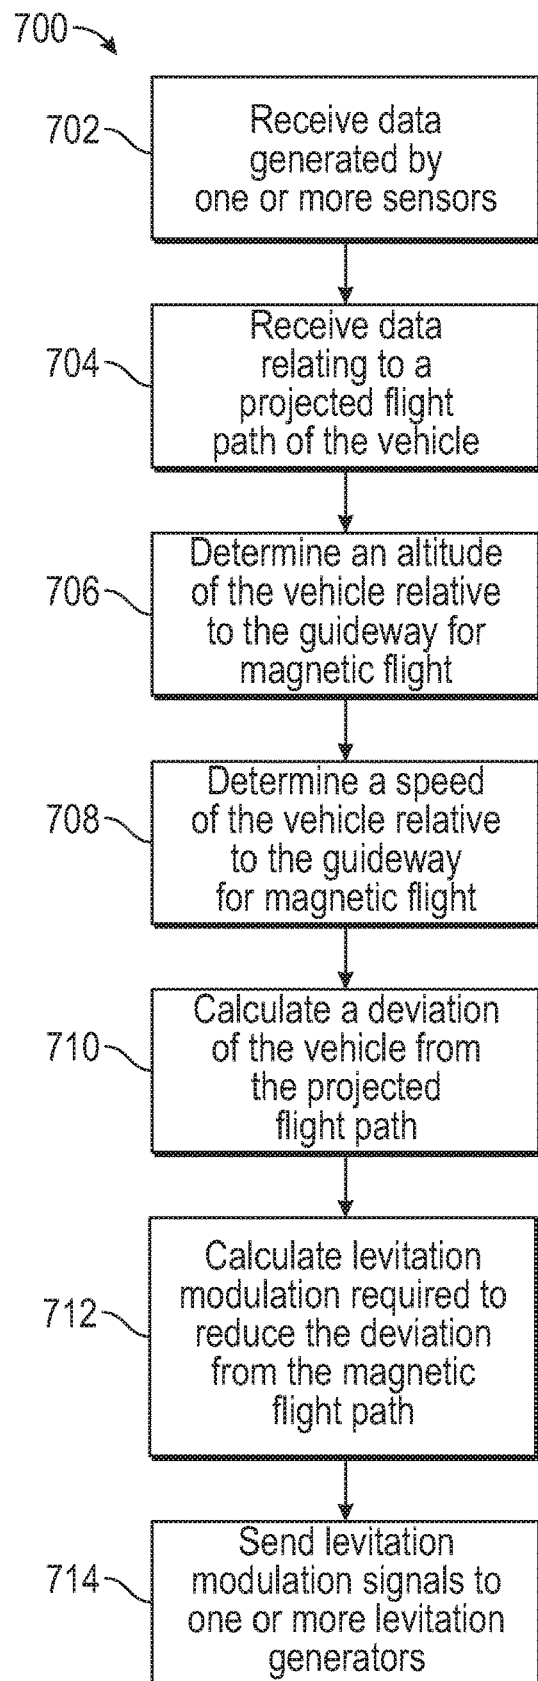 700
702
Receive data
generated by
one or more sensors
704
Receive data
relating to a
projected flight
path of the vehicle
706
Determine an altitude
of the vehicle relative
to the guideway for
magnetic flight
708
Determine a speed
of the vehicle relative
to the guideway
for magnetic flight
710
Calculate a deviation
of the vehicle from
the projected
flight path
712
Calculate levitation
modulation required to
reduce the deviation
from the magnetic
flight path
714
Send levitation
modulation signals to
one or more levitation
generators